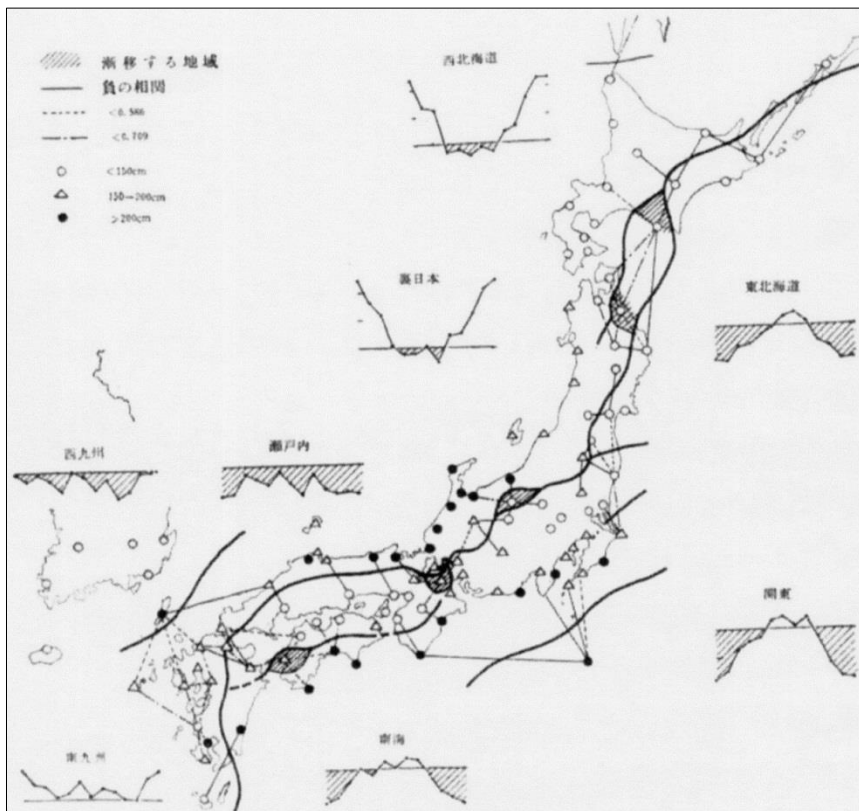 漸移する地域
負の相関
<0.586
<0.709
<150cm
150-200cm
>200cm
西北海道
裏日本
東北海道
西九州
瀬戸内
関東
南九州
南海